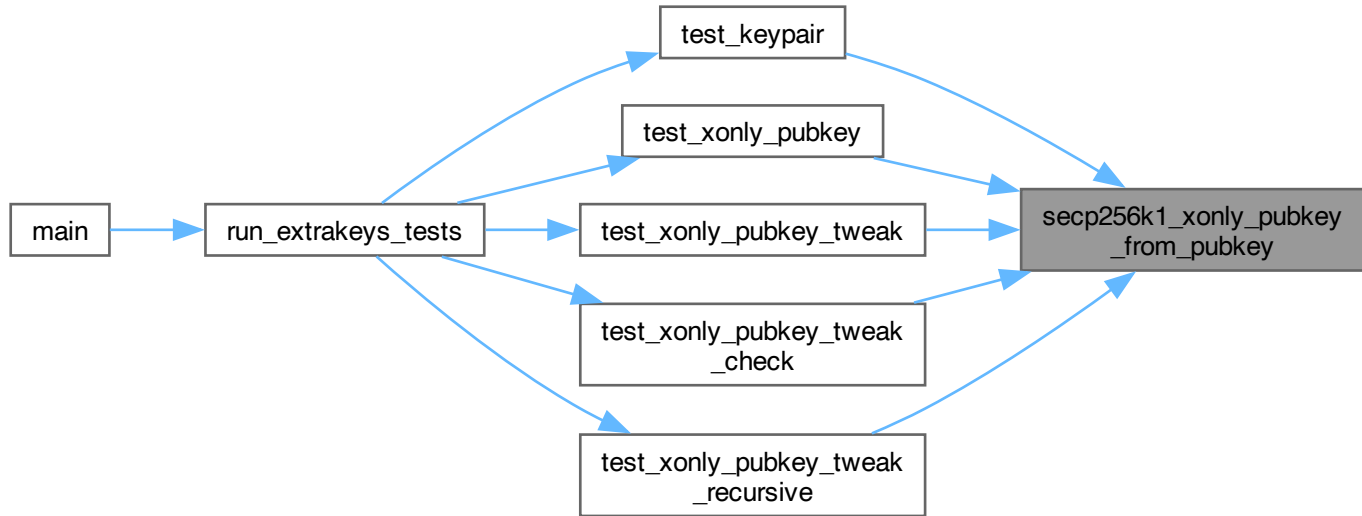 test_keypair
test_xonly_pubkey
main
run_extrakeys_tests
test_xonly_pubkey_tweak
secp256k1_xonly_pubkey
_from_pubkey
test_xonly_pubkey_tweak
_check
test_xonly_pubkey_tweak
_recursive